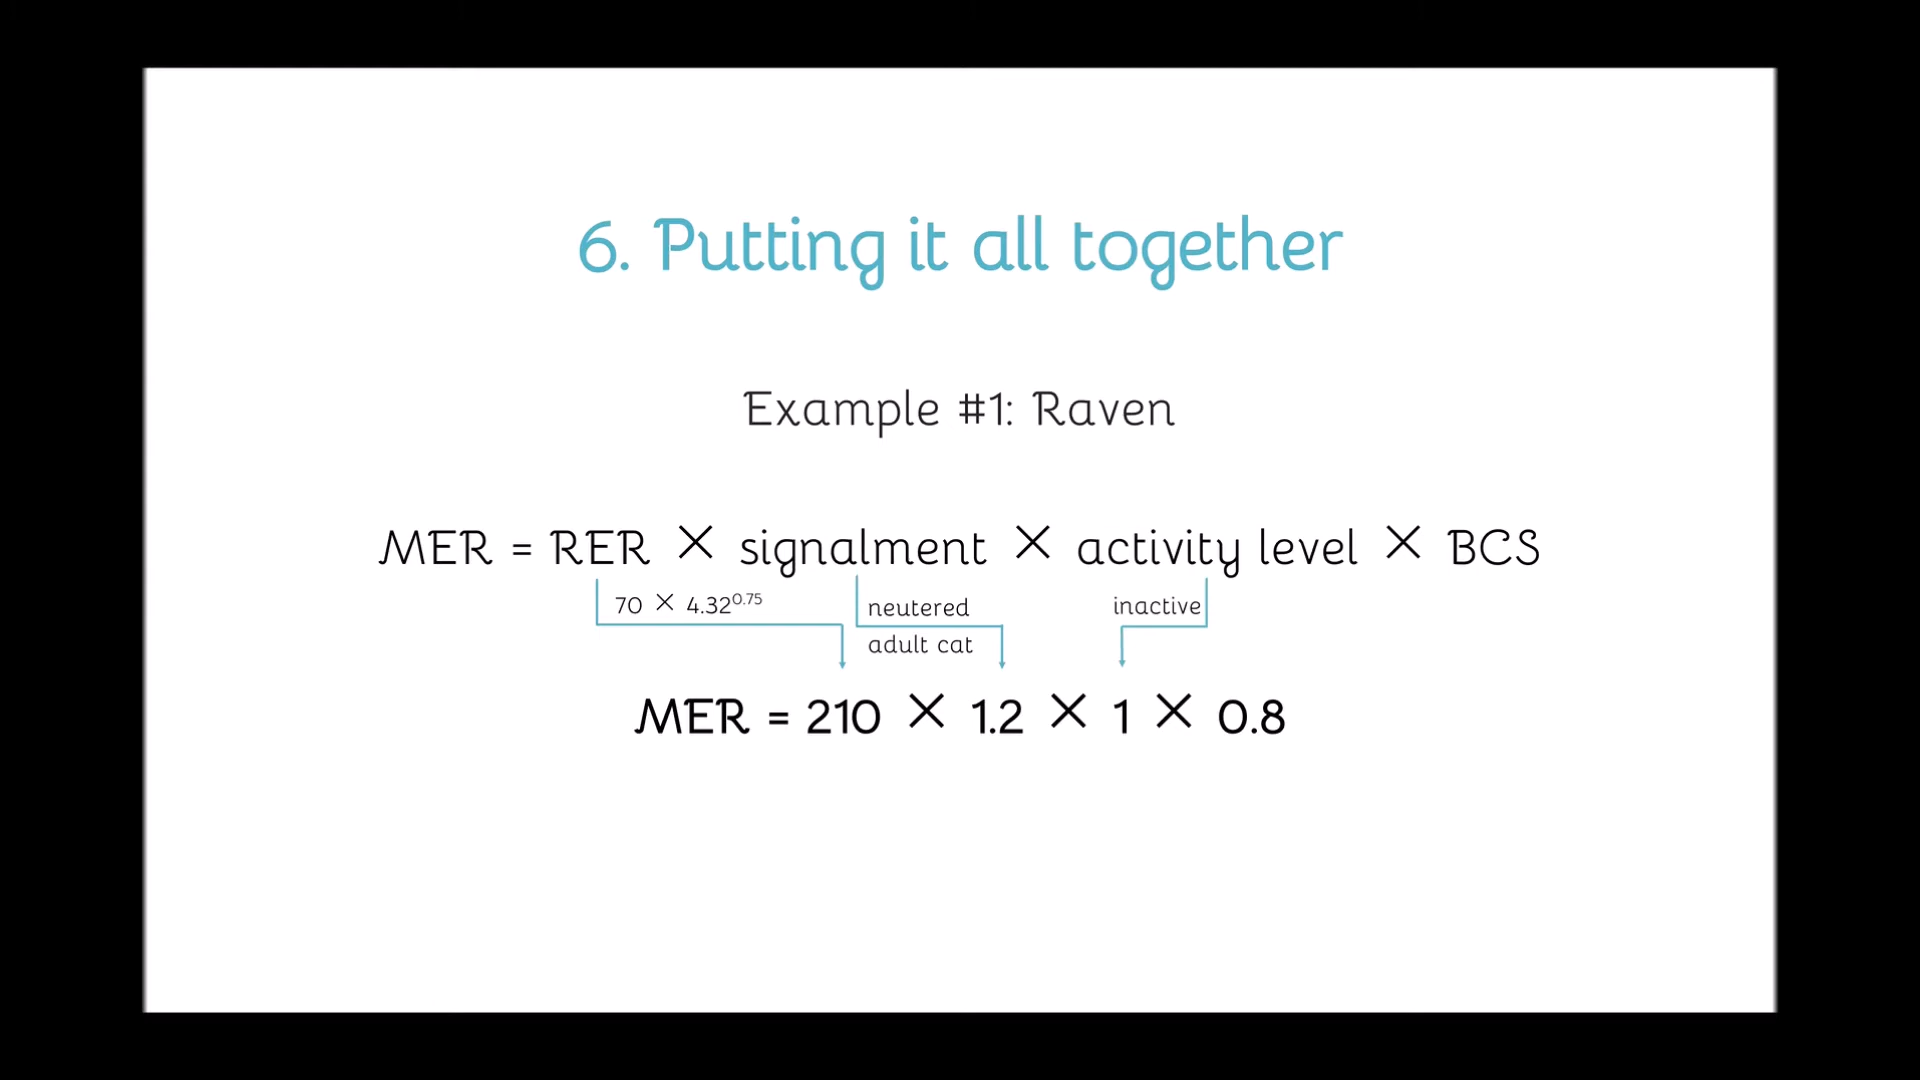 6. Putting it all together
Example #1: Raven
MER = RER × signalment × activity level × BCS
70 × 4.32^0.75 neutered inactive
adult cat
MER = 210 × 1.2 × 1 × 0.8